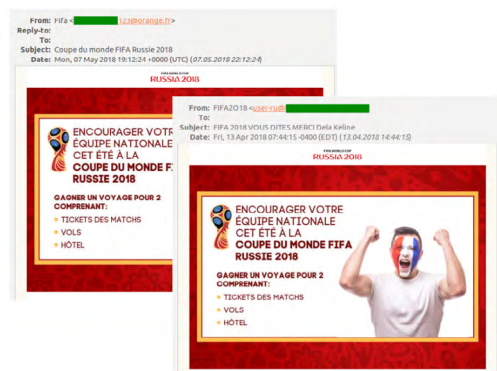 From: Fifa < 123@orange.fr>
Reply-to:
To:
Subject: Coupe du monde FIFA Russie 2018
Date: Mon, 07 May 2018 19:12:24 +0000 (UTC) (07.05.2018 22:12:24)
FIFA WORLD CUP
RUSSIA 2018
ENCOURAGER VOTR
ÉQUIPE NATIONALE
CET ÉTÉ À LA
COUPE DU MONDE F
RUSSIE 2018
GAGNER UN VOYAGE POUR 2
COMPRENANT:
TICKETS DES MATCHS
VOLS
HÔTEL
From: FIFA2O18 <user-ru@
To:
Subject: FIFA 2018 VOUS DITES MERCI Dela Keline
Date: Fri, 13 Apr 2018 07:44:15 -0400 (EDT) (13.04.2018 14:44:15)
FIFA WORLD CUP
RUSSIA 2018
ENCOURAGER VOTRE
ÉQUIPE NATIONALE
CET ÉTÉ À LA
COUPE DU MONDE FIFA
RUSSIE 2018
GAGNER UN VOYAGE POUR 2
COMPRENANT:
TICKETS DES MATCHS
VOLS
HÔTEL